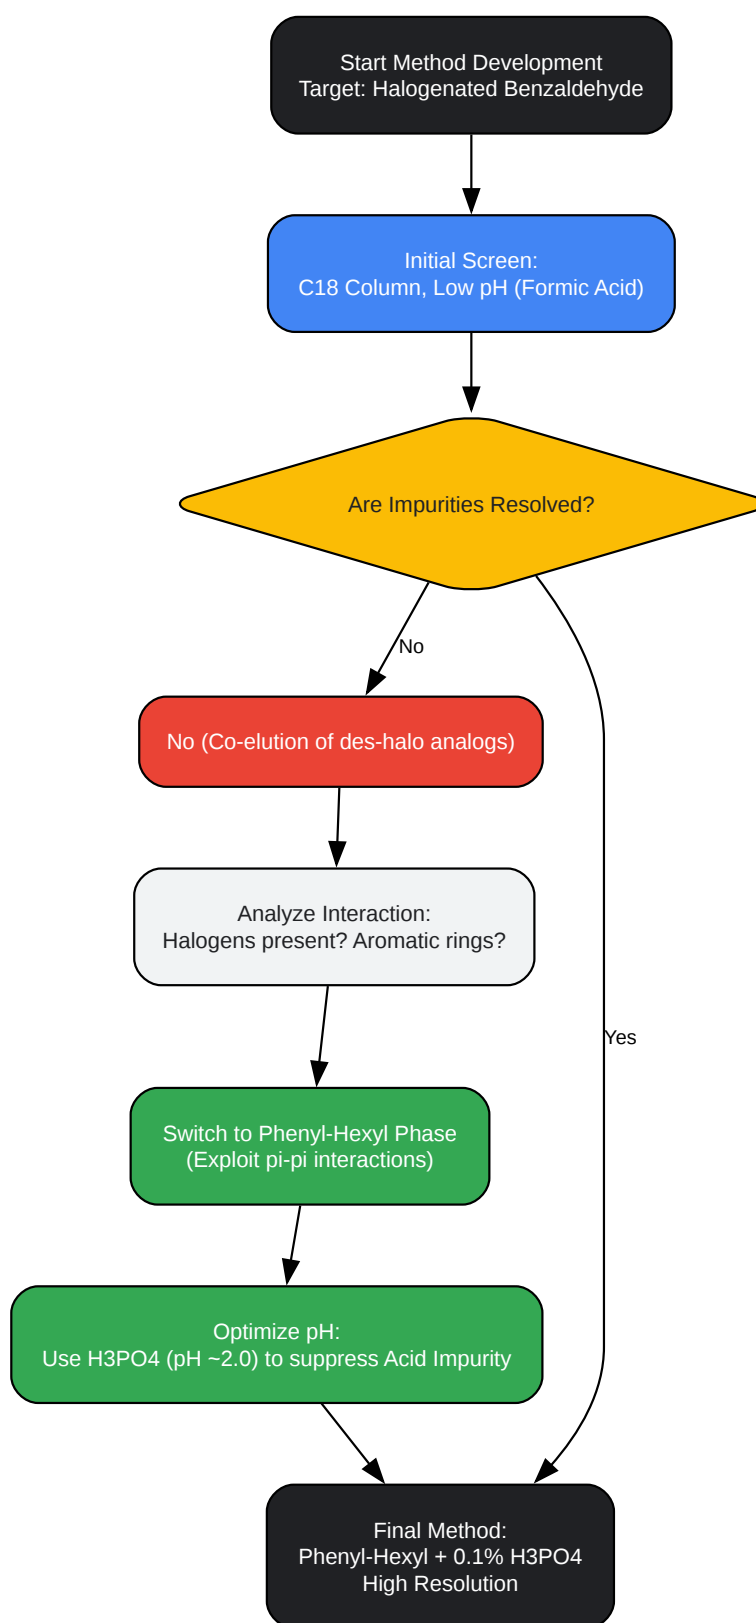 Start Method Development
Target: Halogenated Benzaldehyde
Initial Screen:
C18 Column, Low pH (Formic Acid)
Are Impurities Resolved?
No
No (Co-elution of des-halo analogs)
Analyze Interaction:
Halogens present? Aromatic rings?
Yes
Switch to Phenyl-Hexyl Phase
(Exploit pi-pi interactions)
Optimize pH:
Use H3PO4 (pH ~2.0) to suppress Acid Impurity
Final Method:
Phenyl-Hexyl + 0.1% H3PO4
High Resolution